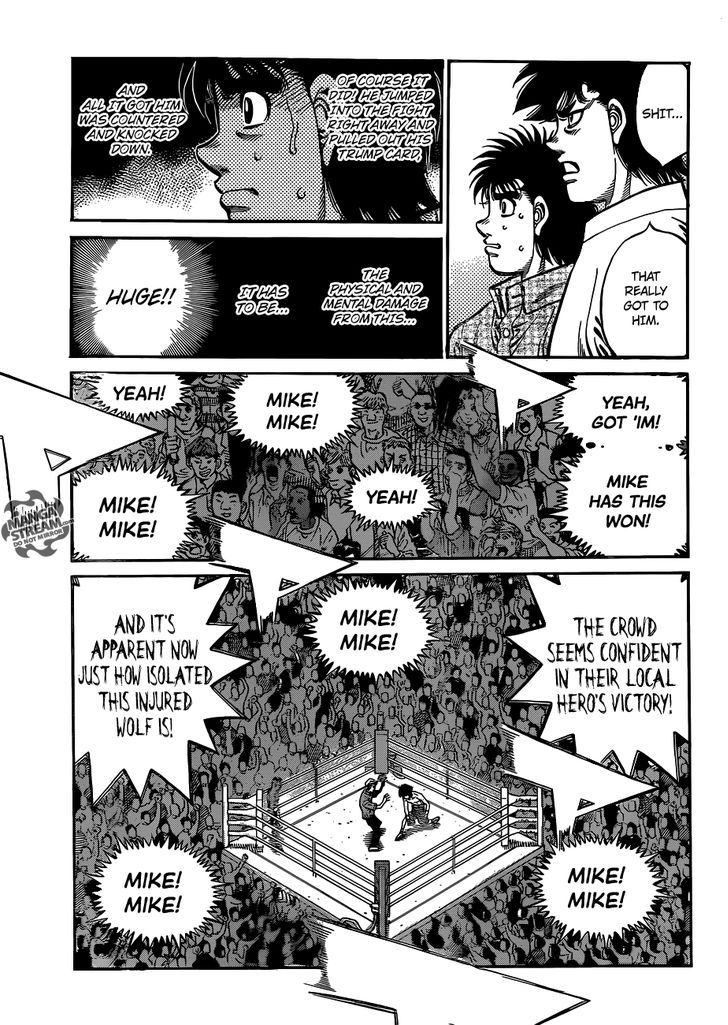 SHIT...
THAT
REALLY
GOT TO
HIM.
OF COURSE IT
DID! HE JUMPED
INTO THE FIGHT
RIGHT AWAY AND
PULLED OUT HIS
TRUMP CARD,
AND
ALL IT GOT HIM
WAS COUNTERED
AND KNOCKED
DOWN.
THE
PHYSICAL AND
MENTAL DAMAGE
FROM THIS...
IT HAS
TO BE...
HUGE!!
YEAH,
GOT 'IM!
MIKE
HAS THIS
WON!
MIKE!
MIKE!
YEAH!
YEAH!
MIKE!
MIKE!
THE CROWD
SEEMS CONFIDENT
IN THEIR LOCAL
HERO'S VICTORY!
MIKE!
MIKE!
AND IT'S
APPARENT NOW
JUST HOW ISOLATED
THIS INJURED
WOLF IS!
MIKE!
MIKE!
MIKE!
MIKE!
MANGA
STREAM.com
DO NOT MIRROR